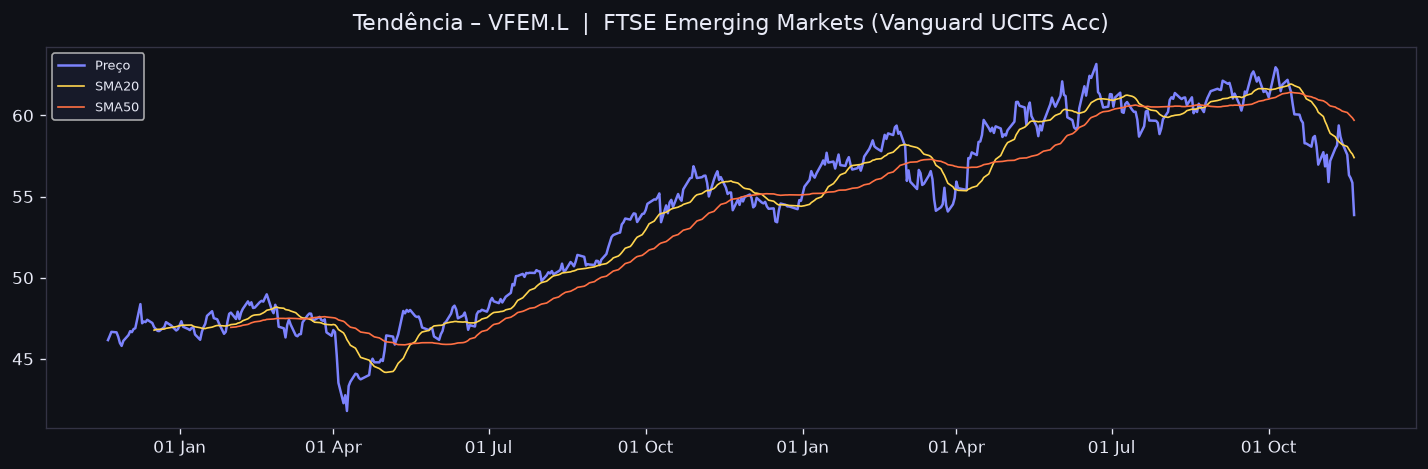 Tendência – VFEM.L | FTSE Emerging Markets (Vanguard UCITS Acc)
Preço
SMA20
SMA50
60
55
50
45
01 Jan
01 Apr
01 Jul
01 Oct
01 Jan
01 Apr
01 Jul
01 Oct